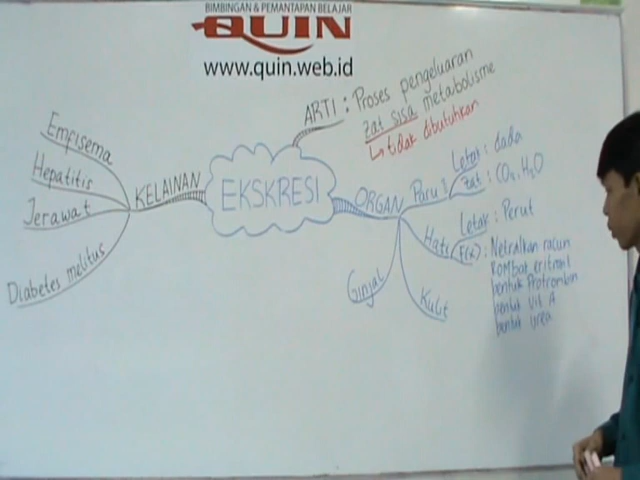 BIMBINGAN & PEMANTAPAN BELAJAR
QUIN
www.quin.web.id
ARTI : Proses pengeluaran
zat sisa metabolisme
tidak dibutuhkan
EKSKRESI
KELAINAN
Emfisema
Hepatitis
Jerawat
Diabetes melitus
ORGAN
Paru2
Letak : dada
Zat : CO2, H2O
Hati
Letak : Perut
F(x) : Netralkan racun
Rombak eritrosit
bentuk Protrombin
bentuk Vit A
bentuk urea
Kulit
Ginjal